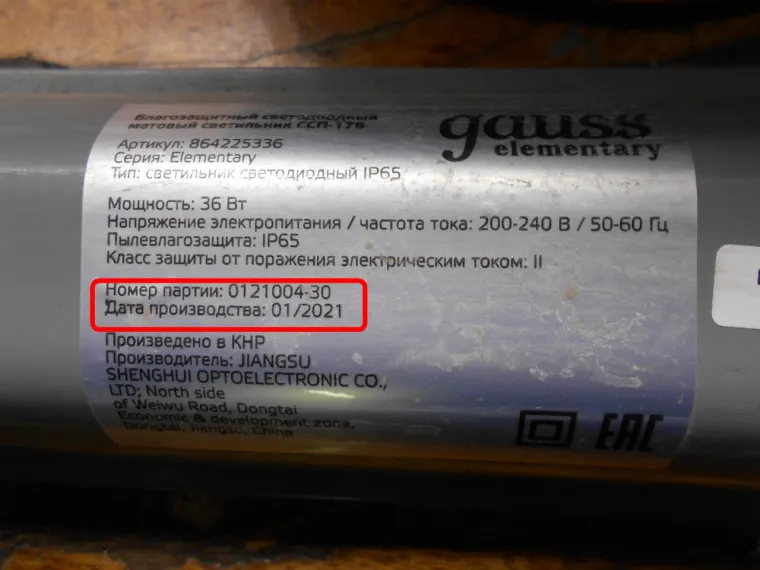 Влагозащитный светодиодный
матовый светильник ССП-176
gauss
elementary
Артикул: 864225336
Серия: Elementary
Тип: светильник светодиодный IP65
Мощность: 36 Вт
Напряжение электропитания / частота тока: 200-240 В / 50-60 Гц
Пылевлагозащита: IP65
Класс защиты от поражения электрическим током: II
Номер партии: 0121004-30
Дата производства: 01/2021
Произведено в КНР
Производитель: JIANGSU
SHENGHUI OPTOELECTRONIC CO.,
LTD; North side
of Weiwu Road, Dongtai
Economic & development zone,
Dongtai, Jiangsu, China
EAC